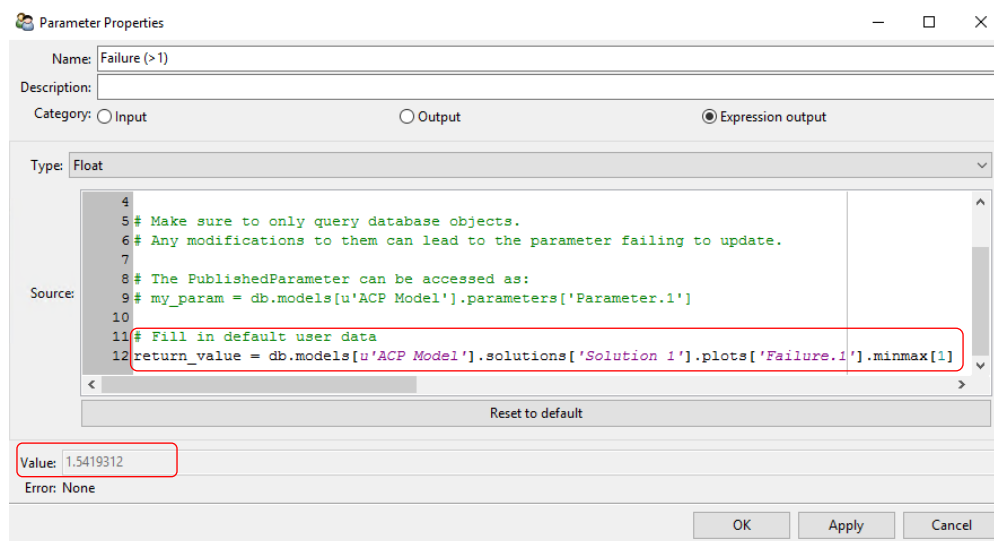 Parameter Properties
Name: Failure (>1)
Description:
Category: Input Output Expression output
Type: Float
Source:
4
5 # Make sure to only query database objects.
6 # Any modifications to them can lead to the parameter failing to update.
7
8 # The PublishedParameter can be accessed as:
9 # my_param = db.models[u'ACP Model'].parameters['Parameter.1']
10
11 # Fill in default user data
12 return_value = db.models[u'ACP Model'].solutions['Solution 1'].plots['Failure.1'].minmax[1]
Reset to default
Value: 1.5419312
Error: None
OK Apply Cancel